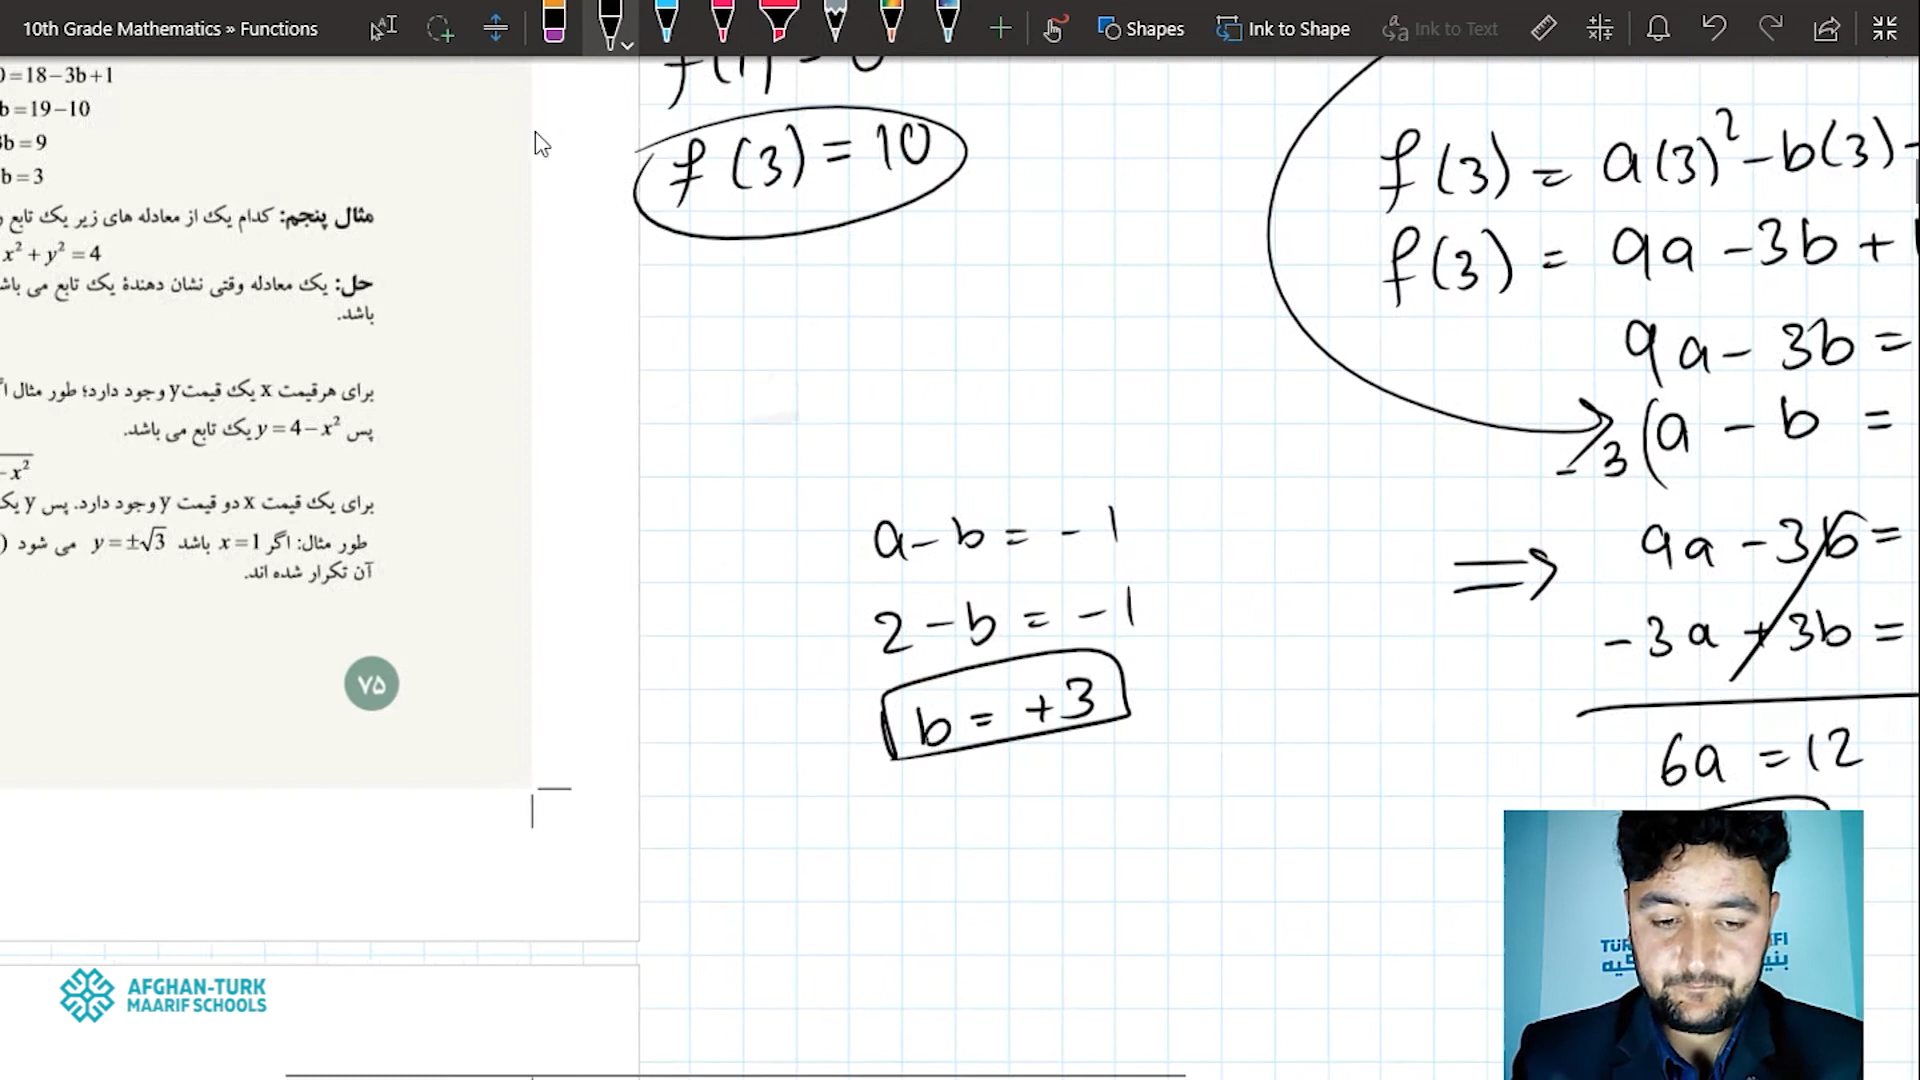 10th Grade Mathematics » Functions
Shapes
Ink to Shape
Ink to Text
=18−3b+1
b=19−10
3b=9
b=3
مثال پنجم: کدام یک از معادله های زیر یک تابع
x² + y² = 4
حل: یک معادله وقتی نشان دهندۀ یک تابع می
باشد.
برای هرقیمت x یک قیمت y وجود دارد؛ طور مثال
پس y = 4 − x² یک تابع می باشد.
− x²
برای یک قیمت x دو قیمت y وجود دارد. پس y یک
طور مثال: اگر x = 1 باشد y = ±√3 می شود
آن تکرار شده اند.
۷۵
f(3) = 10
a − b = −1
2 − b = −1
b = +3
f(3) = a(3)² − b(3)
f(3) = 9a − 3b +
9a − 3b =
−3 (a − b =
⇒ 9a − 3b =
−3a + 3b =
6a = 12
AFGHAN-TURK
MAARIF SCHOOLS